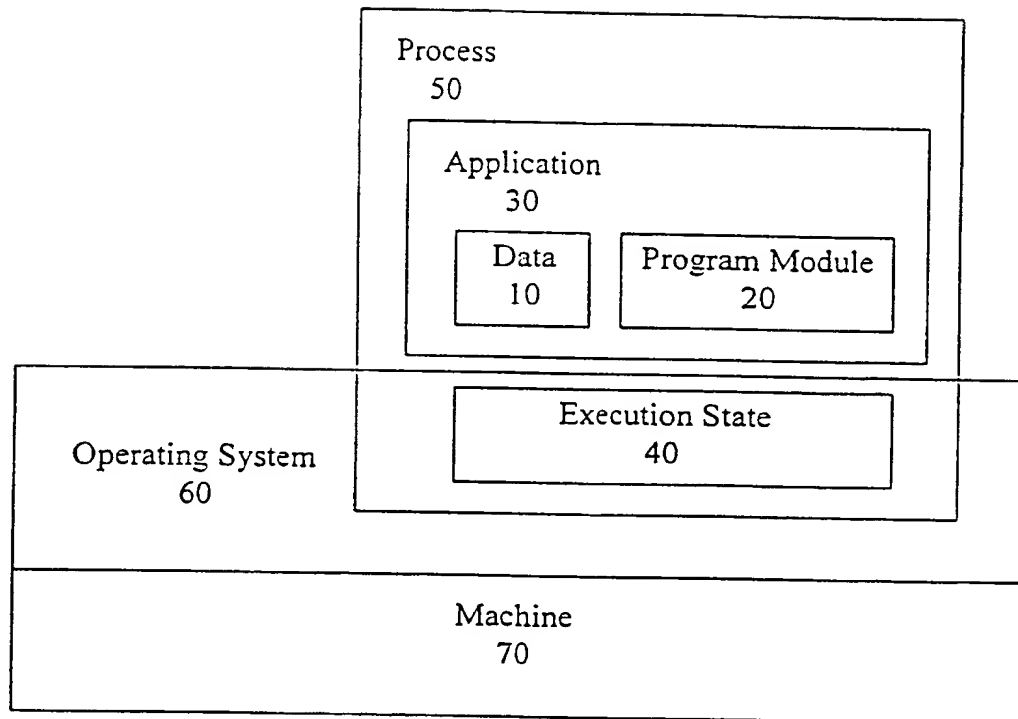 Process
50
Application
30
Data
10
Program Module
20
Execution State
40
Operating System
60
Machine
70